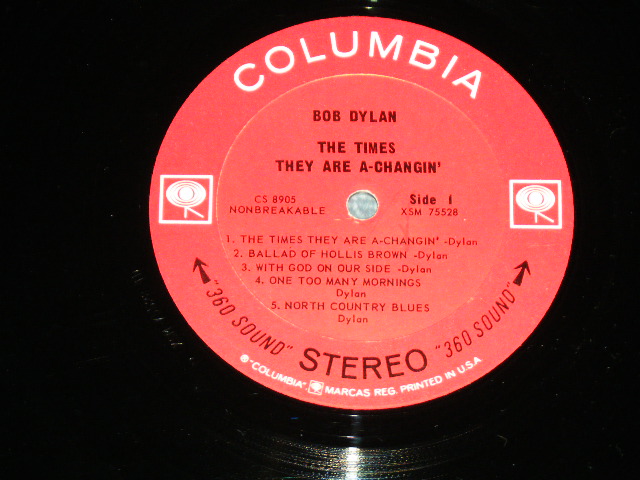 COLUMBIA
BOB DYLAN
THE TIMES
THEY ARE A-CHANGIN'
CS 8905
NONBREAKABLE
Side 1
XSM 75528
1. THE TIMES THEY ARE A-CHANGIN' -Dylan
2. BALLAD OF HOLLIS BROWN -Dylan
3. WITH GOD ON OUR SIDE -Dylan
4. ONE TOO MANY MORNINGS
Dylan
5. NORTH COUNTRY BLUES
Dylan
"360 SOUND" STEREO "360 SOUND"
® "COLUMBIA" MARCAS REG. PRINTED IN U.S.A